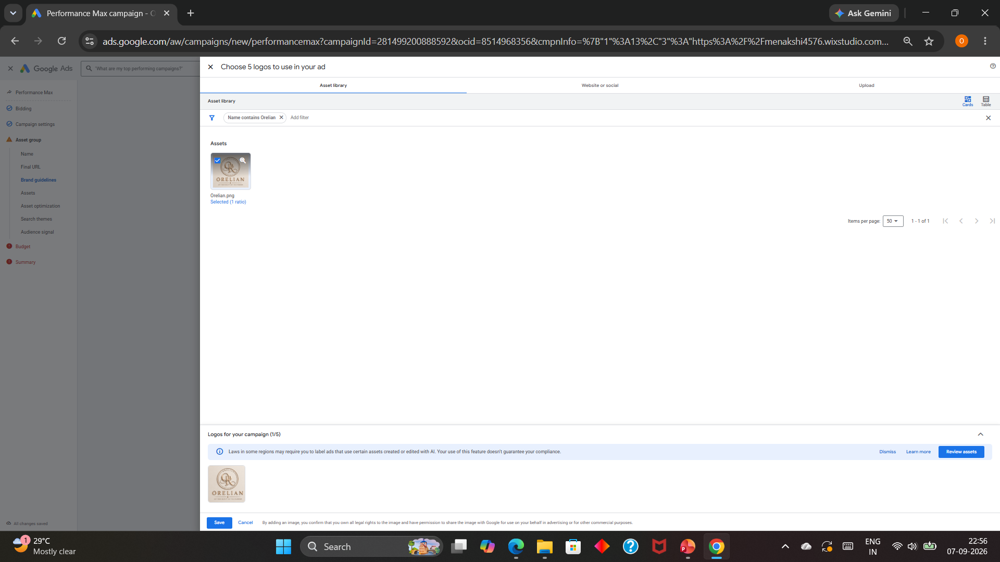 Performance Max campaign - O
Ask Gemini
ads.google.com/aw/campaigns/new/performancemax?campaignId=281499200888592&ocid=8514968356&cmpnInfo=%7B"1"%3A13%2C"3"%3A"https%3A%2F%2Fmenakshi4576.wixstudio.com...
O
Google Ads
"What are my top performing campaigns?"
Performance Max
Bidding
Campaign settings
Asset group
Name
Final URL
Brand guidelines
Assets
Asset optimization
Search themes
Audience signal
Budget
Summary
All changes saved
Choose 5 logos to use in your ad
Asset library
Website or social
Upload
Asset library
Cards
Table
Name contains Orelian
Add filter
Assets
ORELIAN
Orelian.png
Selected (1 ratio)
Items per page:
50
1 - 1 of 1
Logos for your campaign (1/5)
Laws in some regions may require you to label ads that use certain assets created or edited with AI. Your use of this feature doesn't guarantee your compliance.
Dismiss
Learn more
Review assets
ORELIAN
Save
Cancel
By adding an image, you confirm that you own all legal rights to the image and have permission to share the image with Google for use on your behalf in advertising or for other commercial purposes.
1
29°C
Mostly clear
Search
ENG
IN
22:56
07-09-2026